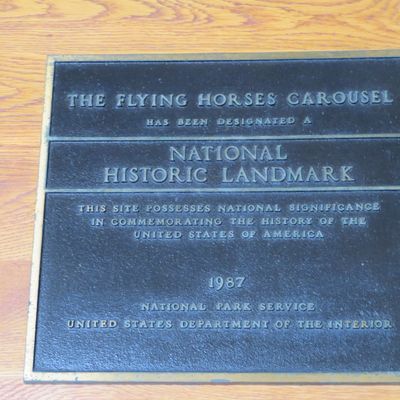 THE FLYING HORSES CAROUSEL
HAS BEEN DESIGNATED A
NATIONAL
HISTORIC LANDMARK
THIS SITE POSSESSES NATIONAL SIGNIFICANCE
IN COMMEMORATING THE HISTORY OF THE
UNITED STATES OF AMERICA
1987
NATIONAL PARK SERVICE
UNITED STATES DEPARTMENT OF THE INTERIOR